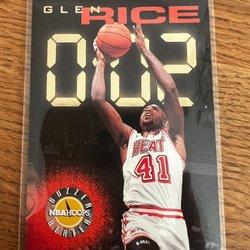 GLEN
RICE
0:02
HEAT
41
BUZZER
NBA HOOPS
BEATER